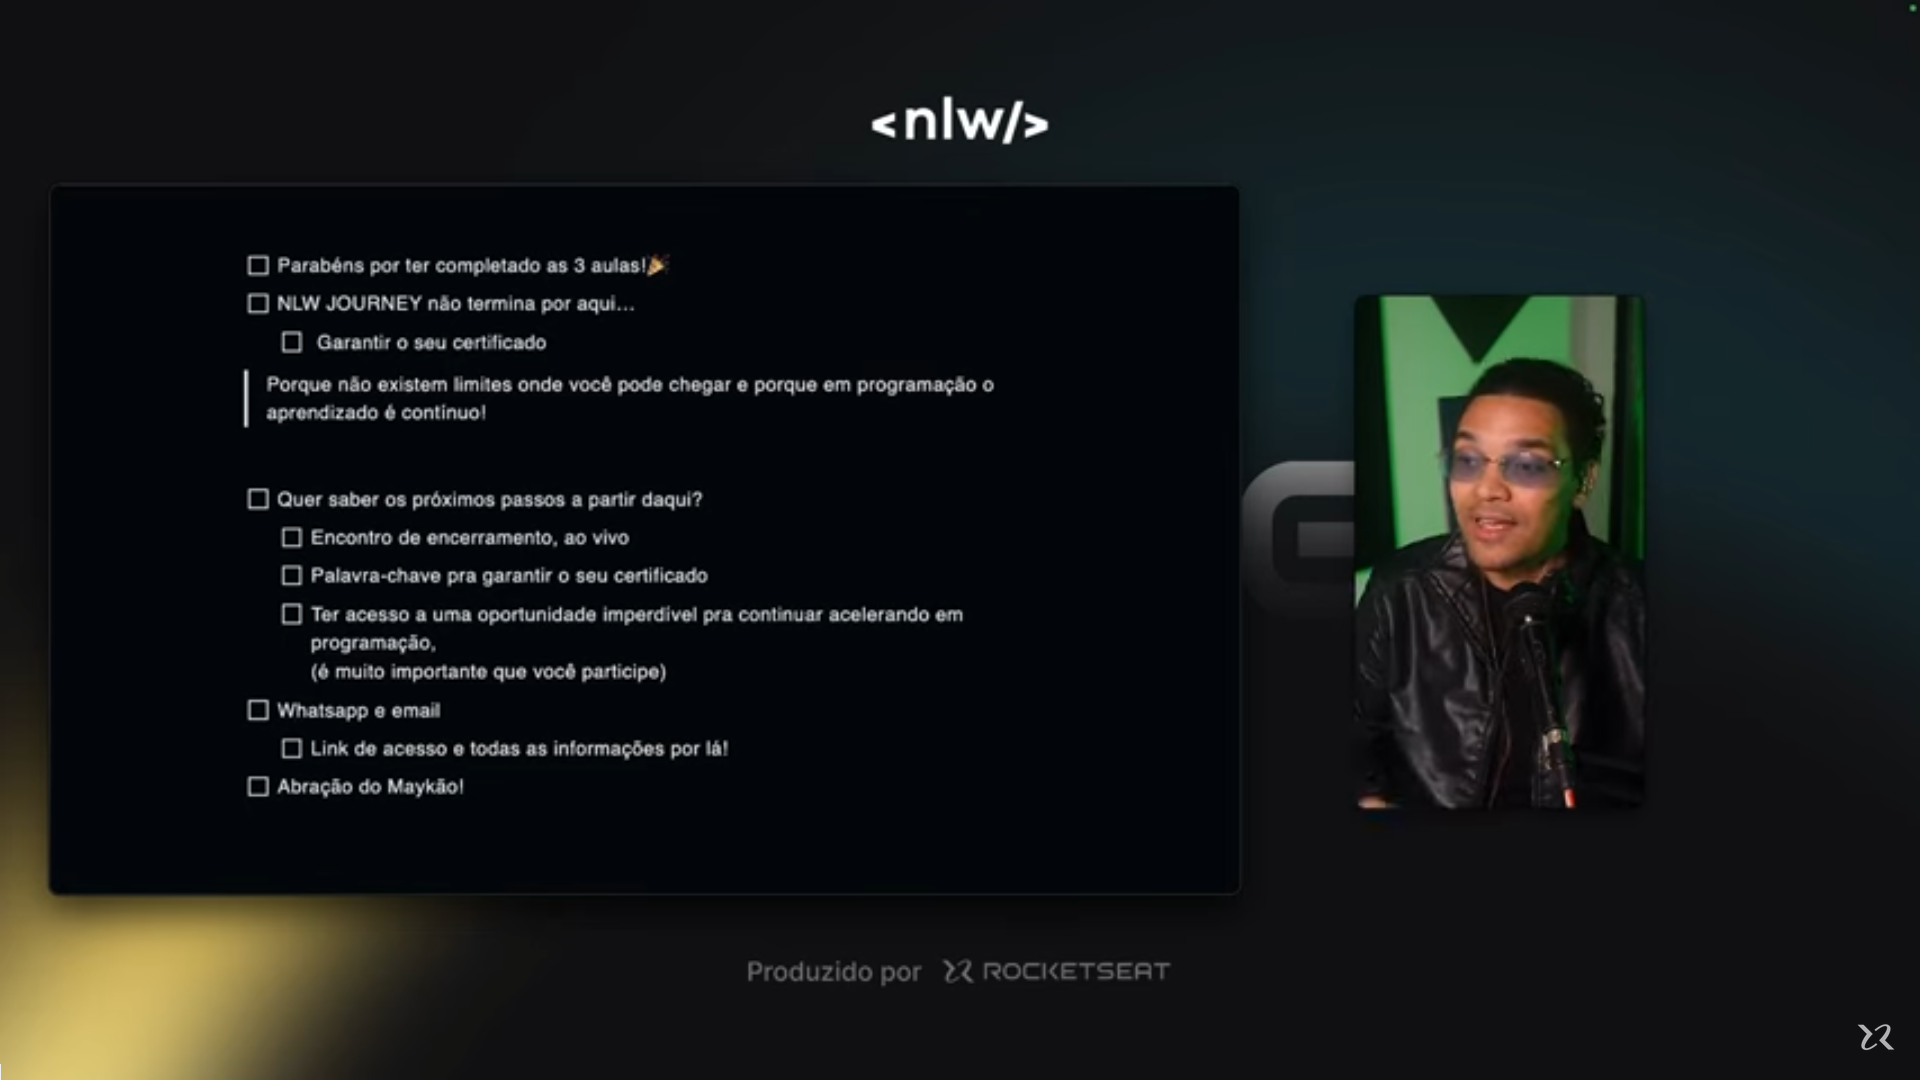 <nlw/>
Parabéns por ter completado as 3 aulas!🎉
NLW JOURNEY não termina por aqui...
Garantir o seu certificado
Porque não existem limites onde você pode chegar e porque em programação o
aprendizado é contínuo!
Quer saber os próximos passos a partir daqui?
Encontro de encerramento, ao vivo
Palavra-chave pra garantir o seu certificado
Ter acesso a uma oportunidade imperdível pra continuar acelerando em
programação,
(é muito importante que você participe)
Whatsapp e email
Link de acesso e todas as informações por lá!
Abração do Maykão!
Produzido por ROCKETSEAT